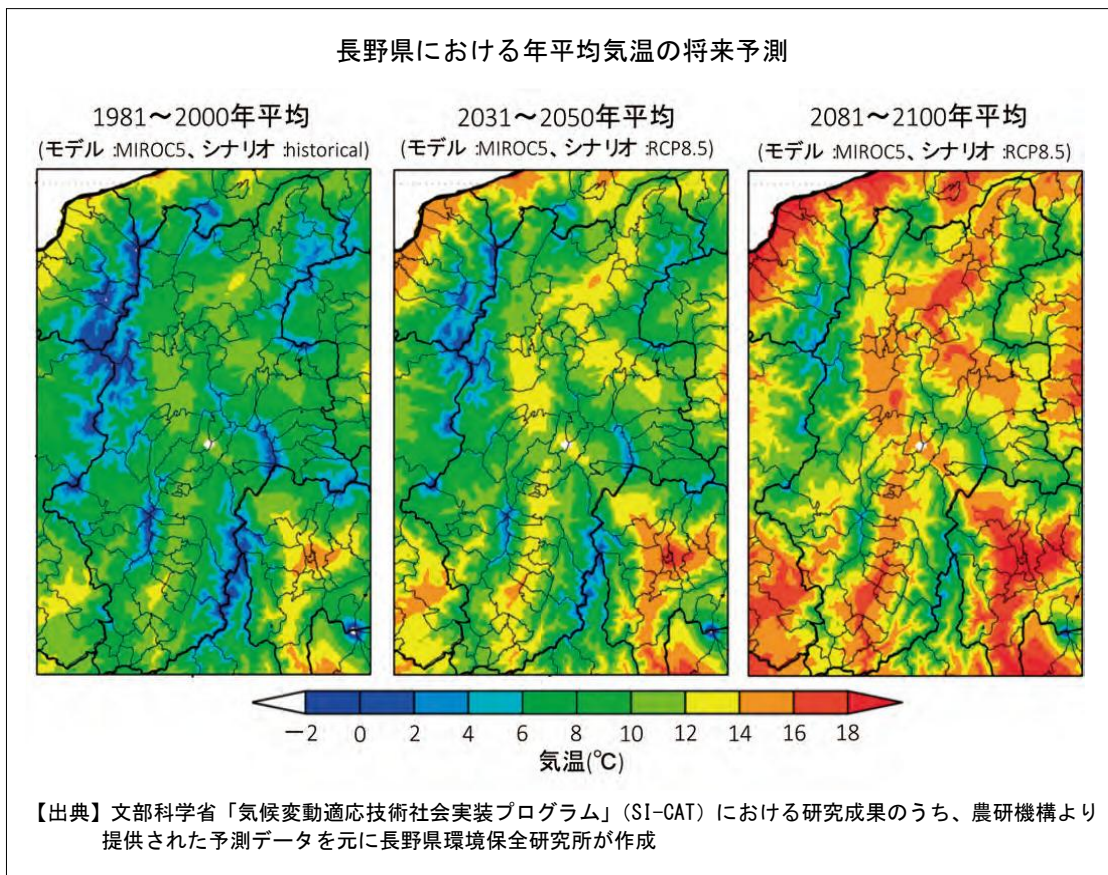 長野県における年平均気温の将来予測
1981～2000年平均
(モデル:MIROC5、シナリオ:historical)
2031～2050年平均
(モデル:MIROC5、シナリオ:RCP8.5)
2081～2100年平均
(モデル:MIROC5、シナリオ:RCP8.5)
－2 0 2 4 6 8 10 12 14 16 18
気温(℃)
【出典】文部科学省「気候変動適応技術社会実装プログラム」(SI-CAT)における研究成果のうち、農研機構より
提供された予測データを元に長野県環境保全研究所が作成